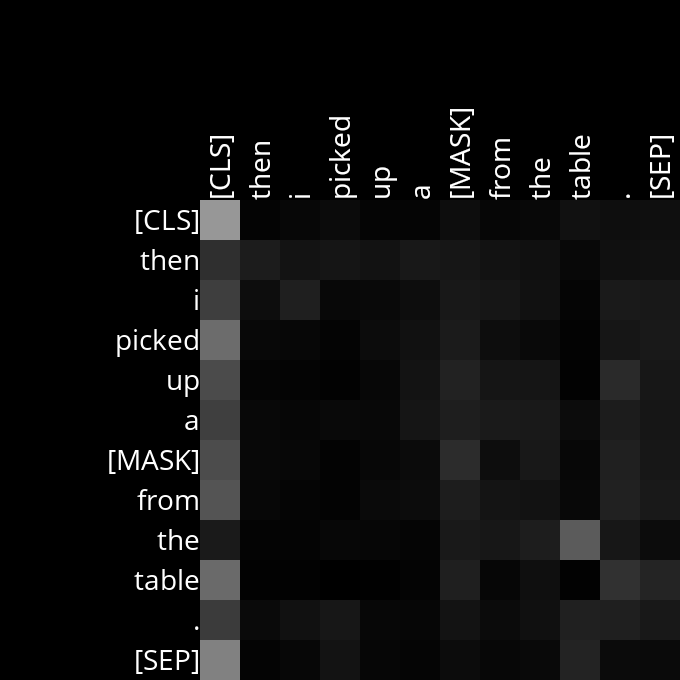 [CLS] then i picked up a [MASK] from the table . [SEP]
[CLS]
then
i
picked
up
a
[MASK]
from
the
table
.
[SEP]